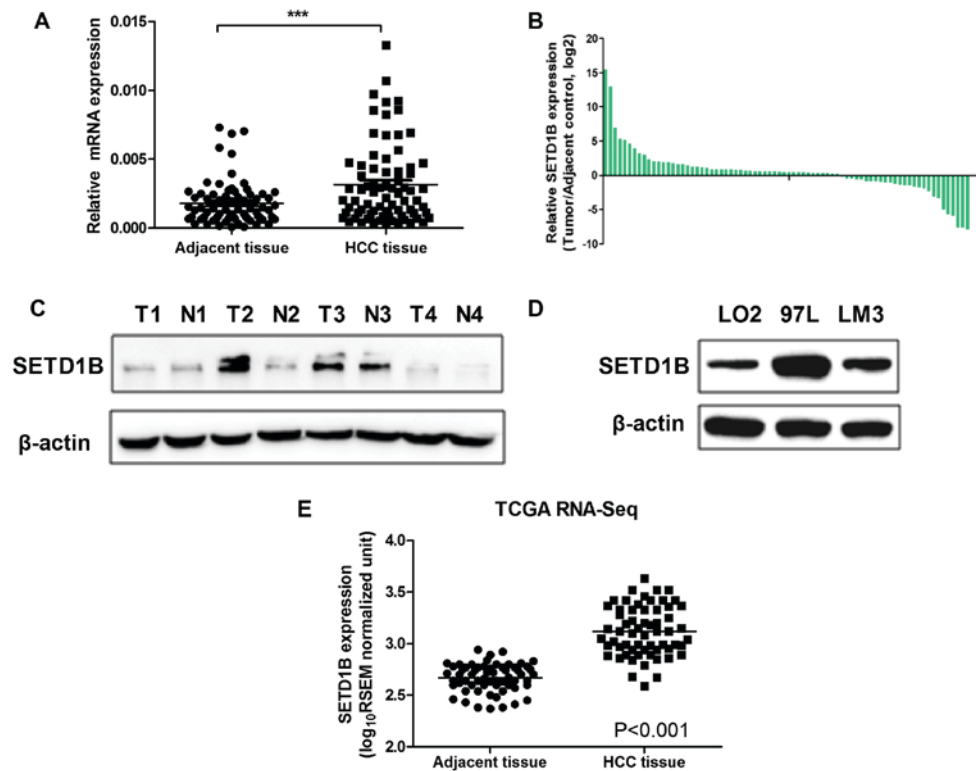 A
Relative mRNA expression
0.015
0.010
0.005
0.000
***
Adjacent tissue HCC tissue
B
Relative SETD1B expression
(Tumor/Adjacent control, log2)
20
15
10
5
0
-5
-10
C
T1 N1 T2 N2 T3 N3 T4 N4
SETD1B
β-actin
D
LO2 97L LM3
SETD1B
β-actin
E
TCGA RNA-Seq
SETD1B expression
(log10RSEM normalized unit)
4.0
3.5
3.0
2.5
2.0
P<0.001
Adjacent tissue HCC tissue